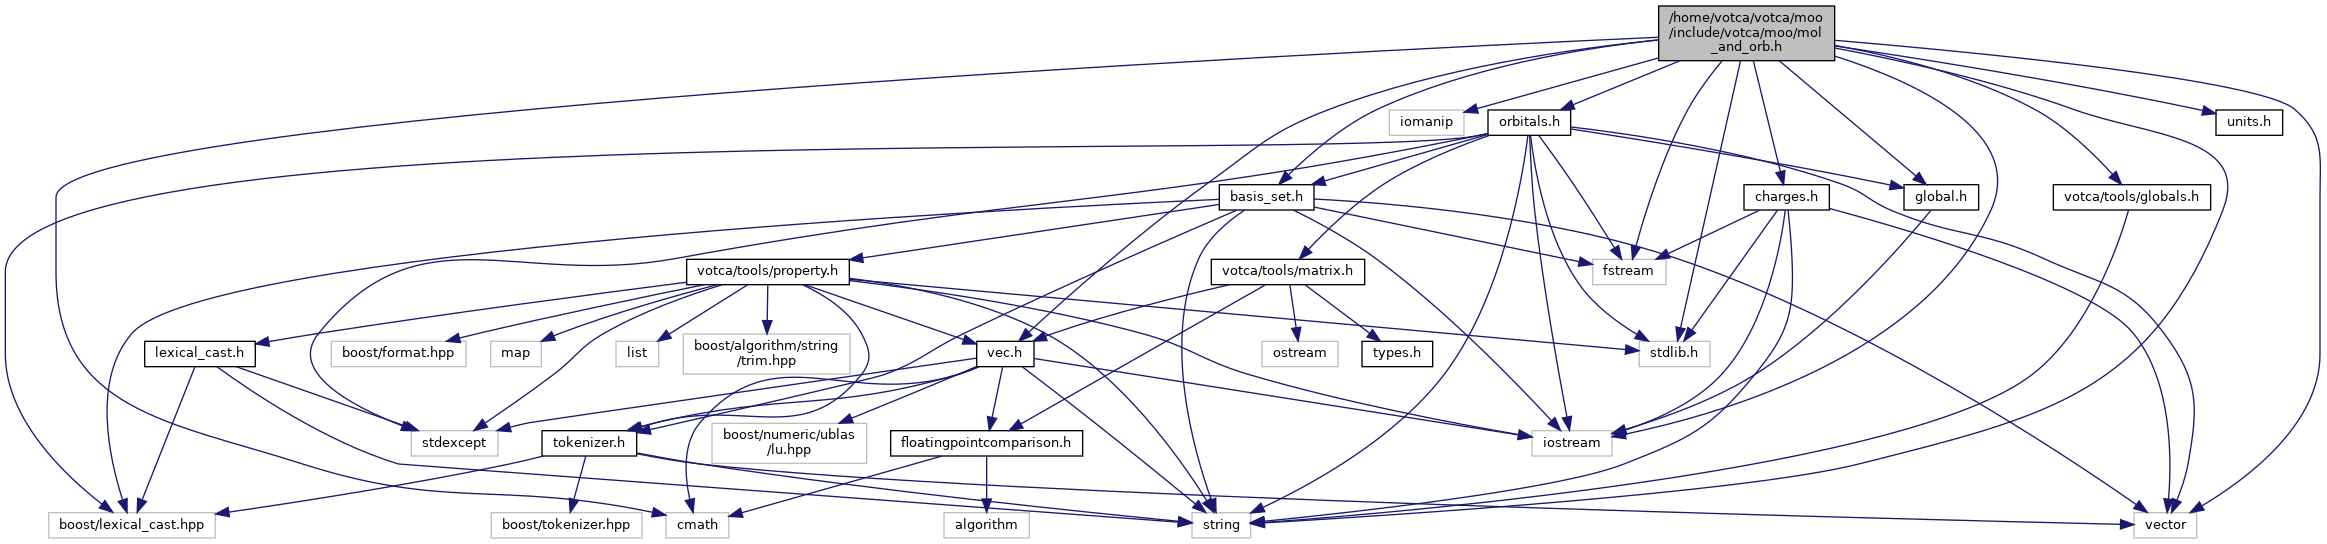 /home/votca/votca/moo
/include/votca/moo/mol
_and_orb.h
iomanip
orbitals.h
units.h
basis_set.h
charges.h
global.h
votca/tools/globals.h
votca/tools/property.h
votca/tools/matrix.h
fstream
lexical_cast.h
boost/format.hpp
map
list
boost/algorithm/string
/trim.hpp
vec.h
ostream
types.h
stdlib.h
stdexcept
tokenizer.h
boost/numeric/ublas
/lu.hpp
floatingpointcomparison.h
iostream
boost/lexical_cast.hpp
boost/tokenizer.hpp
cmath
algorithm
string
vector